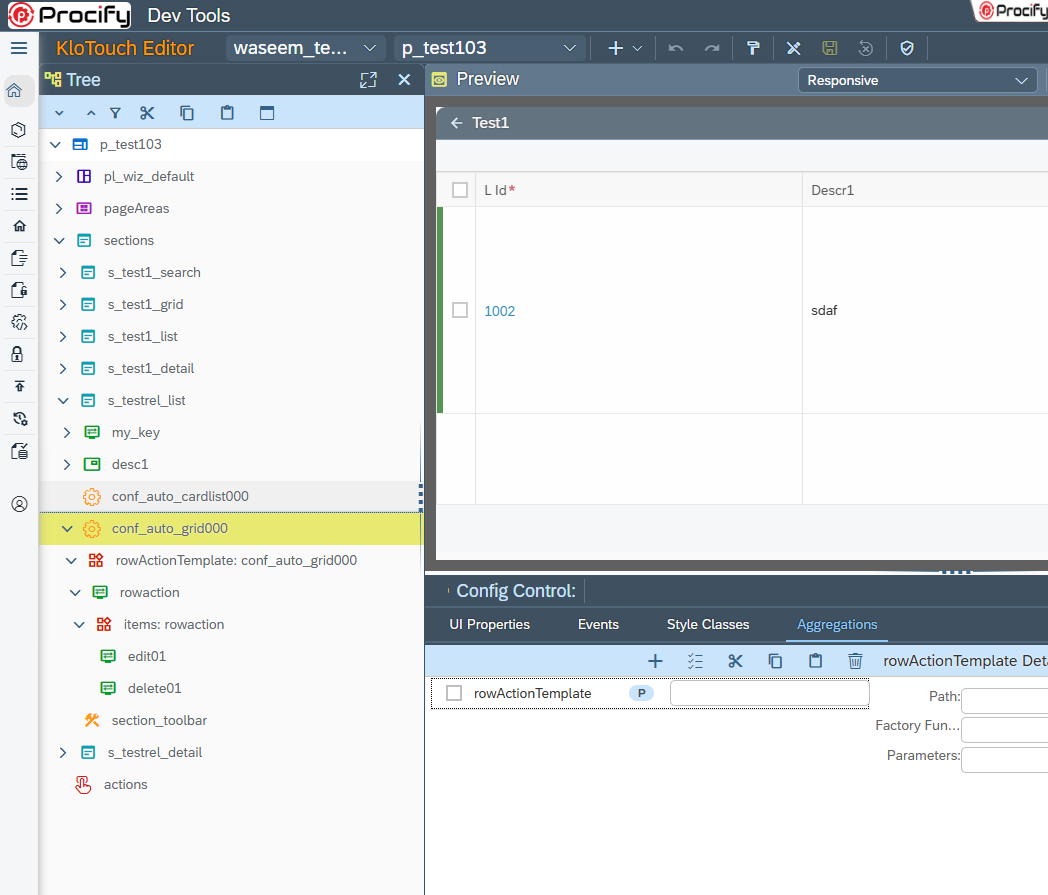 Procify Dev Tools
Procify
KloTouch Editor waseem_te... p_test103
Tree
Preview Responsive
p_test103
pl_wiz_default
pageAreas
sections
s_test1_search
s_test1_grid
s_test1_list
s_test1_detail
s_testrel_list
my_key
desc1
conf_auto_cardlist000
conf_auto_grid000
rowActionTemplate: conf_auto_grid000
rowaction
items: rowaction
edit01
delete01
section_toolbar
s_testrel_detail
actions
Test1
L Id* Descr1
1002 sdaf
Config Control:
UI Properties Events Style Classes Aggregations
rowActionTemplate Deta
rowActionTemplate P
Path:
Factory Fun...
Parameters: